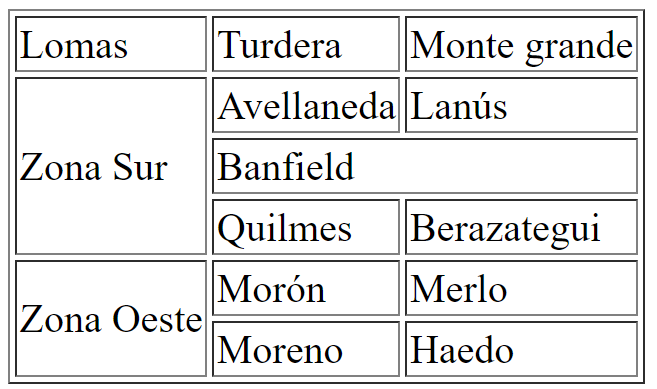 Lomas Turdera Monte grande
Zona Sur Avellaneda Lanús
Banfield
Quilmes Berazategui
Zona Oeste Morón Merlo
Moreno Haedo